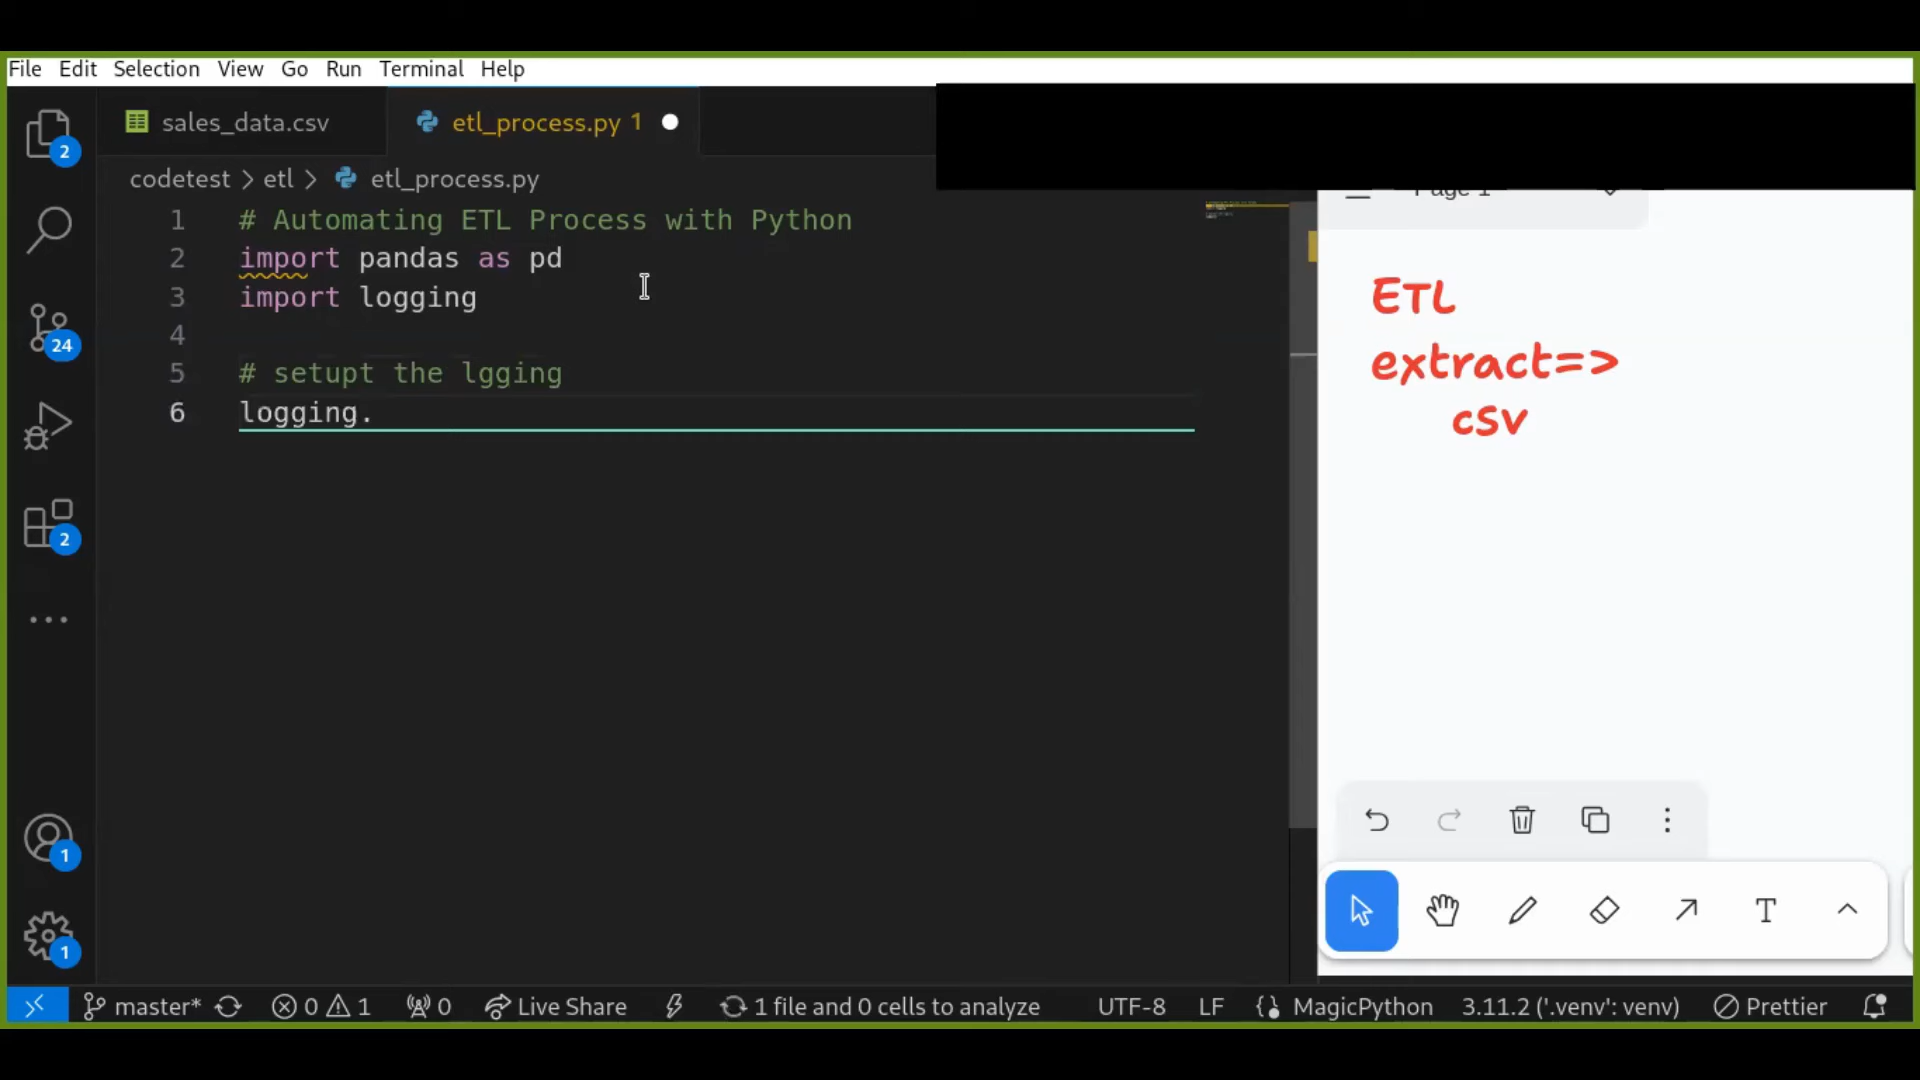 File Edit Selection View Go Run Terminal Help
sales_data.csv etl_process.py 1
codetest > etl > etl_process.py
1 # Automating ETL Process with Python
2 import pandas as pd
3 import logging
4
5 # setupt the lgging
6 logging.
2
24
2
1
1
Page 1
ETL
extract=>
csv
T
master* 0 1 0 Live Share 1 file and 0 cells to analyze UTF-8 LF {} MagicPython 3.11.2 ('.venv': venv) Prettier